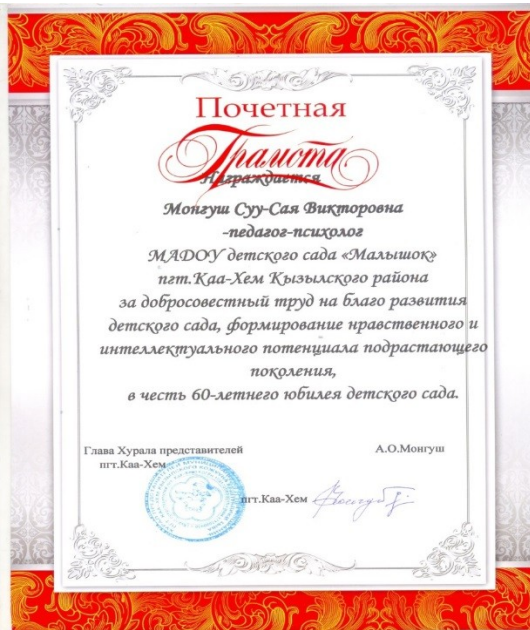 Почетная
Грамота
Награждается
Монгуш Суу-Сая Викторовна
-педагог-психолог
МАДОУ детского сада «Малышок»
пгт.Каа-Хем Кызылского района
за добросовестный труд на благо развития
детского сада, формирование нравственного и
интеллектуального потенциала подрастающего
поколения,
в честь 60-летнего юбилея детского сада.
Глава Хурала представителей
пгт.Каа-Хем
А.О.Монгуш
пгт.Каа-Хем